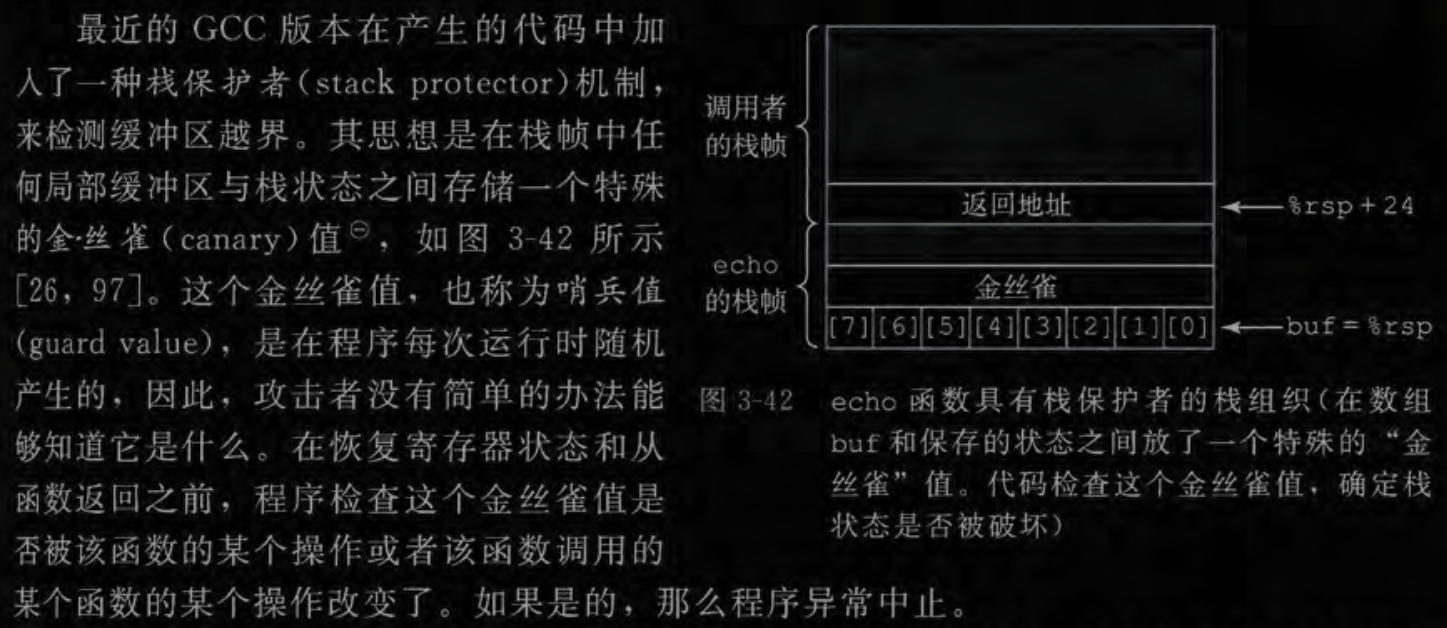 最近的 GCC 版本在产生的代码中加
入了一种栈保护者(stack protector)机制，
来检测缓冲区越界。其思想是在栈帧中任
何局部缓冲区与栈状态之间存储一个特殊
的金丝雀(canary)值㊀，如图 3-42 所示
[26，97]。这个金丝雀值，也称为哨兵值
(guard value)，是在程序每次运行时随机
产生的，因此，攻击者没有简单的办法能
够知道它是什么。在恢复寄存器状态和从
函数返回之前，程序检查这个金丝雀值是
否被该函数的某个操作或者该函数调用的
某个函数的某个操作改变了。如果是的，那么程序异常中止。
调用者
的栈帧
返回地址
%rsp+24
echo
的栈帧
金丝雀
[7][6][5][4][3][2][1][0]
buf=%rsp
图 3-42 echo 函数具有栈保护者的栈组织(在数组
buf 和保存的状态之间放了一个特殊的“金
丝雀”值。代码检查这个金丝雀值，确定栈
状态是否被破坏)